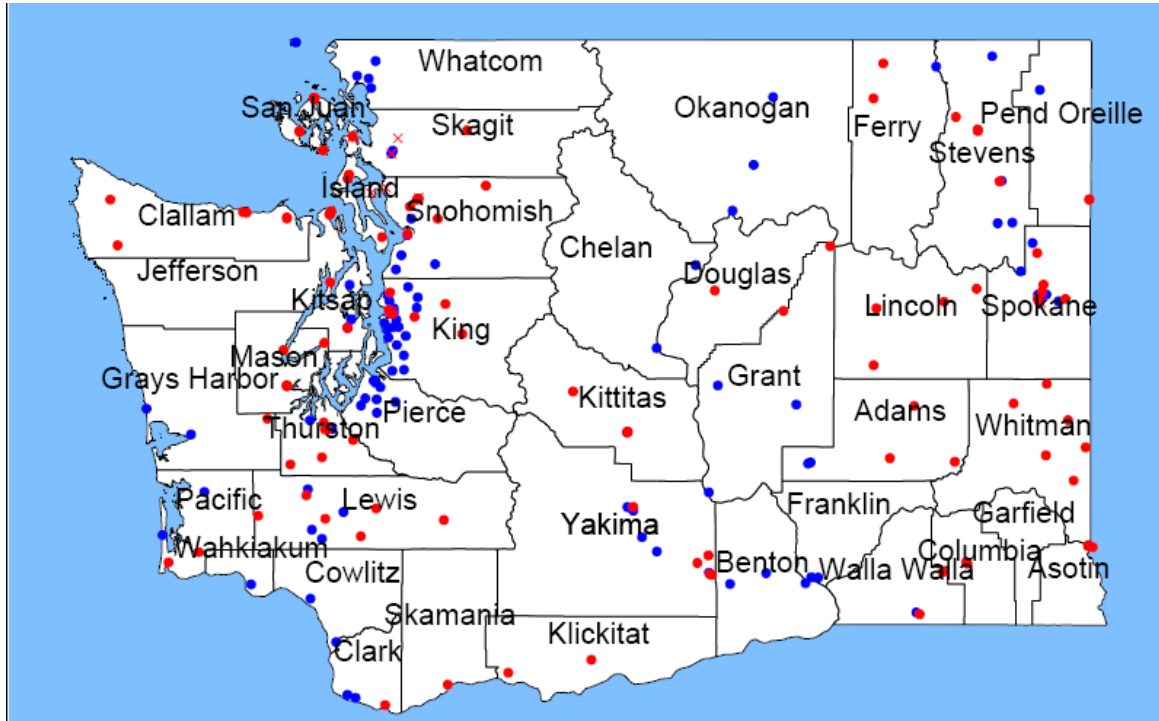 Whatcom
San Juan
Skagit
Okanogan
Ferry
Pend Oreille
Stevens
Island
Snohomish
Clallam
Jefferson
Chelan
Douglas
Kitsap
King
Lincoln
Spokane
Mason
Grays Harbor
Kittitas
Grant
Pierce
Adams
Whitman
Thurston
Pacific
Lewis
Franklin
Garfield
Yakima
Wahkiakum
Cowlitz
Benton
Walla Walla
Columbia
Asotin
Skamania
Klickitat
Clark